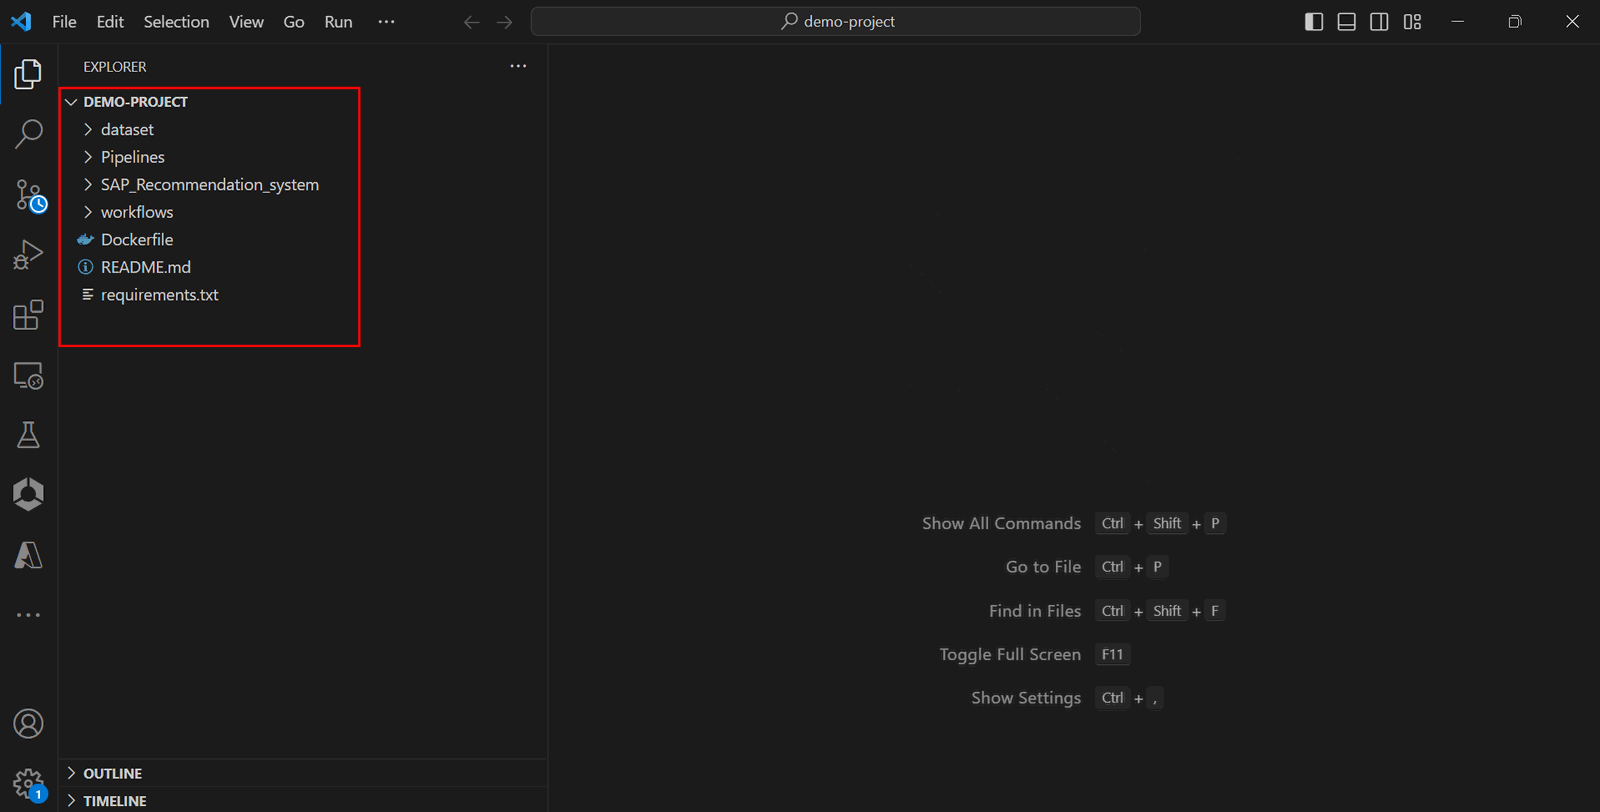 File Edit Selection View Go Run ···
demo-project
EXPLORER
DEMO-PROJECT
dataset
Pipelines
SAP_Recommendation_system
workflows
Dockerfile
README.md
requirements.txt
Show All Commands Ctrl + Shift + P
Go to File Ctrl + P
Find in Files Ctrl + Shift + F
Toggle Full Screen F11
Show Settings Ctrl + ,
OUTLINE
1
TIMELINE